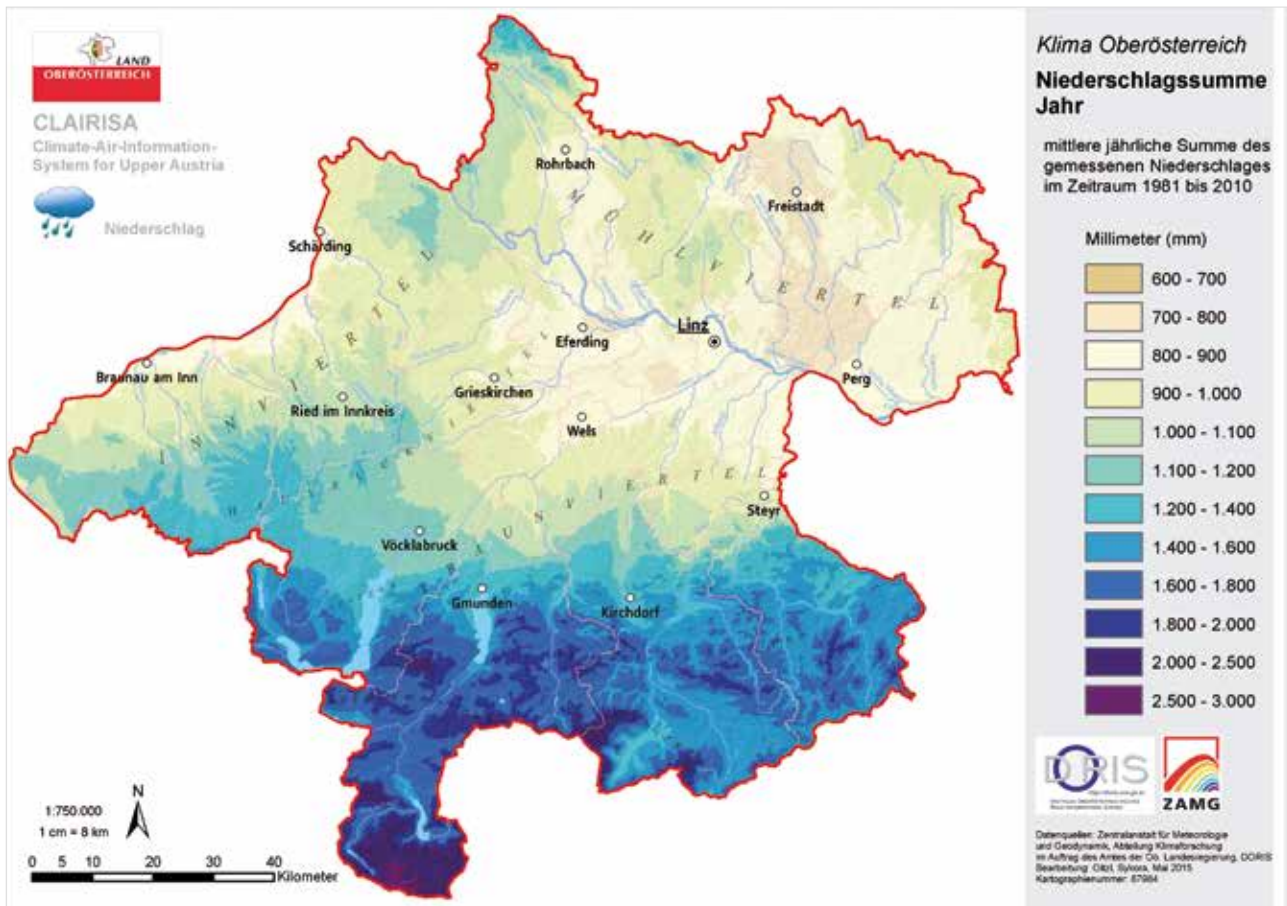 LAND
OBERÖSTERREICH
CLAIRISA
Climate-Air-Information-
System for Upper Austria
Niederschlag
Rohrbach
Freistadt
Schärding
MÜHLVIERTEL
Linz
Eferding
Braunau am Inn
Grieskirchen
Perg
Ried im Innkreis
INNVIERTEL
Wels
HAUSRUCKVIERTEL
Steyr
TRAUNVIERTEL
Vöcklabruck
Gmunden
Kirchdorf
N
1:750.000
1 cm = 8 km
0 5 10 20 30 40
Kilometer
Klima Oberösterreich
Niederschlagssumme
Jahr
mittlere jährliche Summe des
gemessenen Niederschlages
im Zeitraum 1981 bis 2010
Millimeter (mm)
600 - 700
700 - 800
800 - 900
900 - 1.000
1.000 - 1.100
1.100 - 1.200
1.200 - 1.400
1.400 - 1.600
1.600 - 1.800
1.800 - 2.000
2.000 - 2.500
2.500 - 3.000
DORIS
ZAMG
Datenquellen: Zentralanstalt für Meteorologie
und Geodynamik, Abteilung Klimaforschung
im Auftrag des Amtes der Oö. Landesregierung, DORIS
Bearbeitung: Sykora, Mai 2015
Kartographienummer: